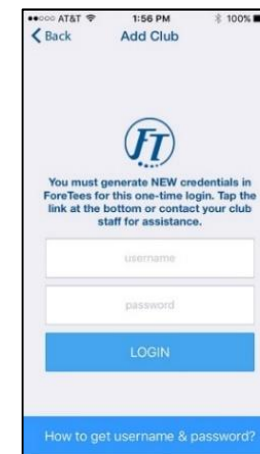 ●●○○○ AT&T 1:56 PM 100%
Back Add Club
FT
You must generate NEW credentials in
ForeTees for this one-time login. Tap the
link at the bottom or contact your club
staff for assistance.
username
password
LOGIN
How to get username & password?